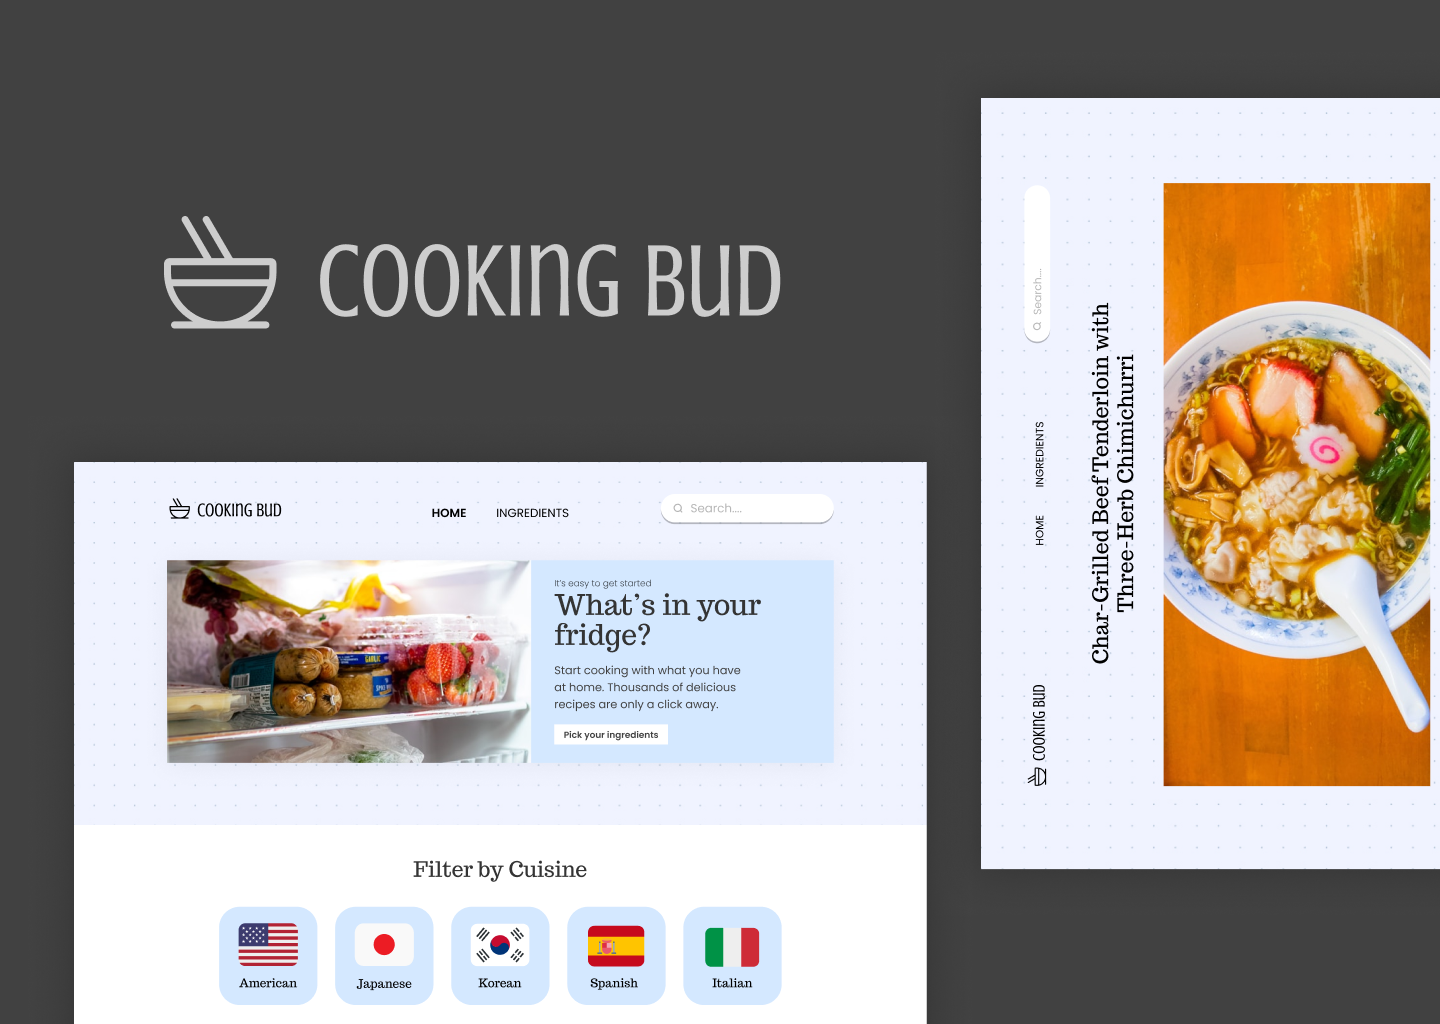 COOKING BUD
COOKING BUD
HOME
INGREDIENTS
Search....
It's easy to get started
What's in your
fridge?
Start cooking with what you have
at home. Thousands of delicious
recipes are only a click away.
Pick your ingredients
Filter by Cuisine
American
Japanese
Korean
Spanish
Italian
COOKING BUD
HOME
INGREDIENTS
Search....
Char-Grilled Beef Tenderloin with
Three-Herb Chimichurri